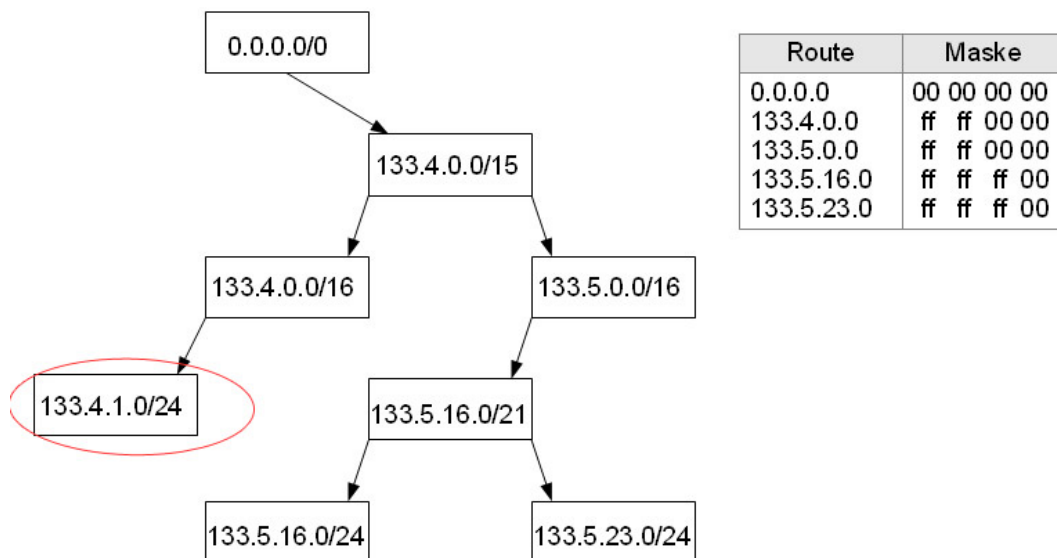 0.0.0.0/0
133.4.0.0/15
133.4.0.0/16
133.5.0.0/16
133.4.1.0/24
133.5.16.0/21
133.5.16.0/24
133.5.23.0/24
Route Maske
0.0.0.0 00 00 00 00
133.4.0.0 ff ff 00 00
133.5.0.0 ff ff 00 00
133.5.16.0 ff ff ff 00
133.5.23.0 ff ff ff 00